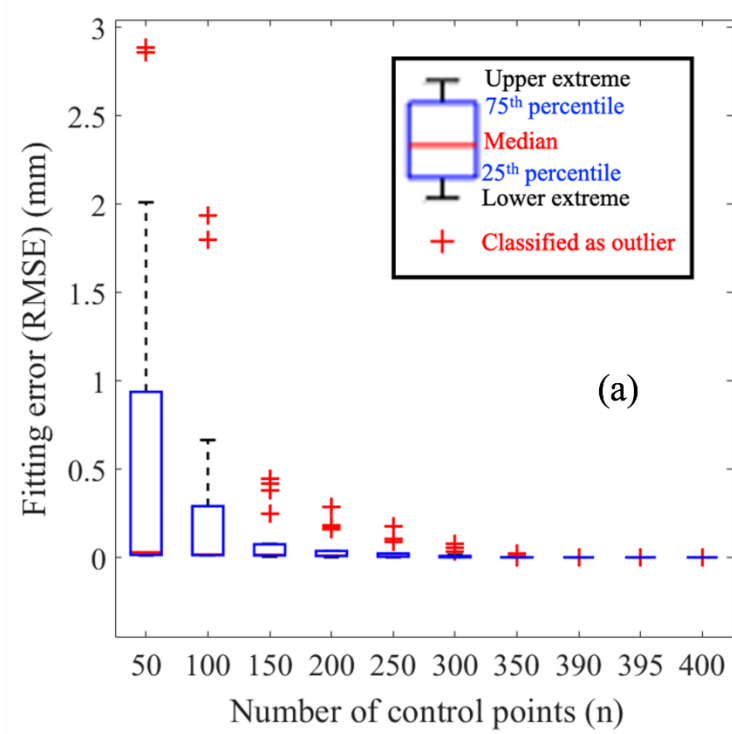 3
2.5
2
1.5
1
0.5
0
Fitting error (RMSE) (mm)
Upper extreme
75th percentile
Median
25th percentile
Lower extreme
Classified as outlier
(a)
50 100 150 200 250 300 350 390 395 400
Number of control points (n)